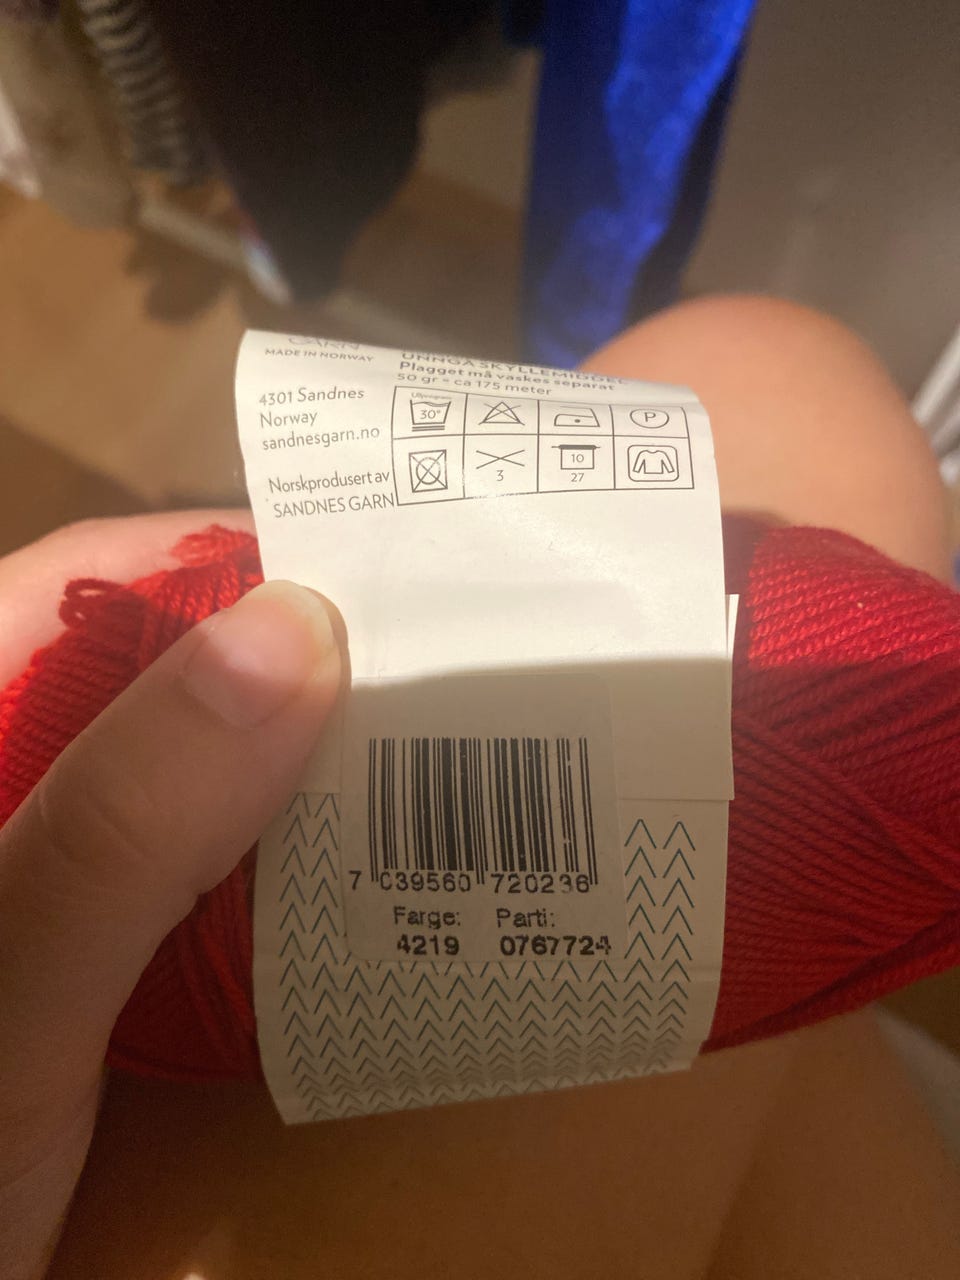 GARN
MADE IN NORWAY
4301 Sandnes
Norway
sandnesgarn.no
Norskprodusert av
SANDNES GARN
UNNGÅ SKYLLEMIDDEL
Plagget må vaskes separat
50 gr = ca 175 meter
30°
P
3
10
27
7 039560 720236
Farge: Parti:
4219 0767724